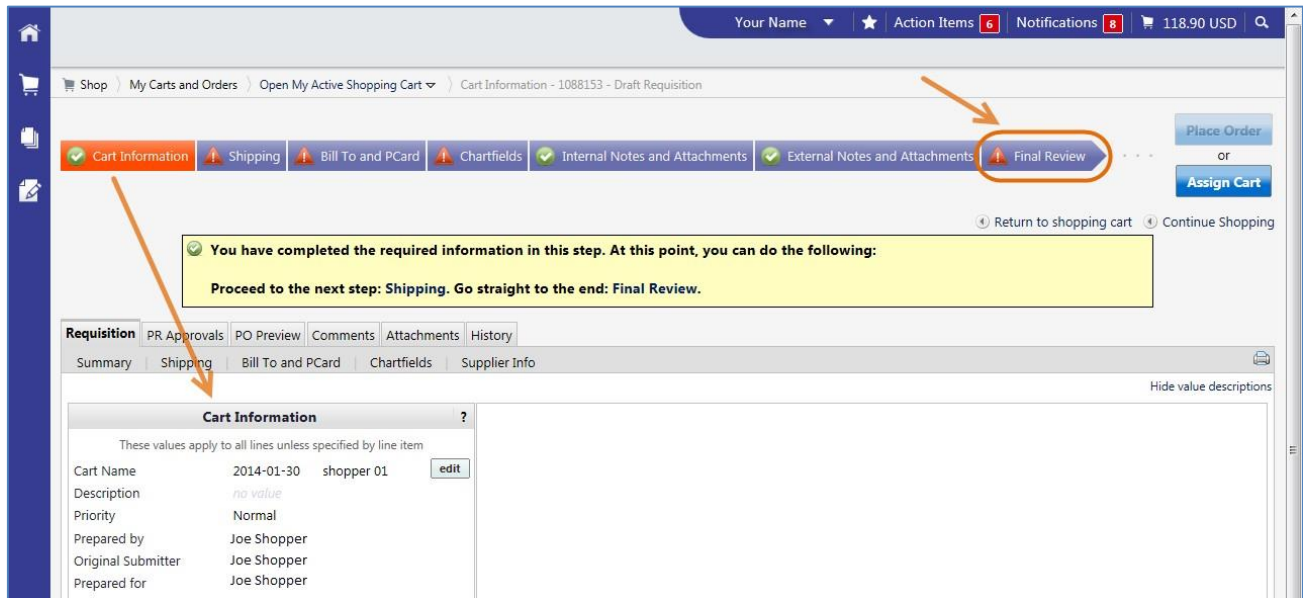 Your Name Action Items 6 Notifications 8 118.90 USD
Shop My Carts and Orders Open My Active Shopping Cart Cart Information - 1088153 - Draft Requisition
Place Order
Cart Information Shipping Bill To and PCard Chartfields Internal Notes and Attachments External Notes and Attachments Final Review
or
Assign Cart
Return to shopping cart Continue Shopping
You have completed the required information in this step. At this point, you can do the following:
Proceed to the next step: Shipping. Go straight to the end: Final Review.
Requisition PR Approvals PO Preview Comments Attachments History
Summary Shipping Bill To and PCard Chartfields Supplier Info
Hide value descriptions
Cart Information ?
These values apply to all lines unless specified by line item
Cart Name 2014-01-30 shopper 01 edit
Description no value
Priority Normal
Prepared by Joe Shopper
Original Submitter Joe Shopper
Prepared for Joe Shopper